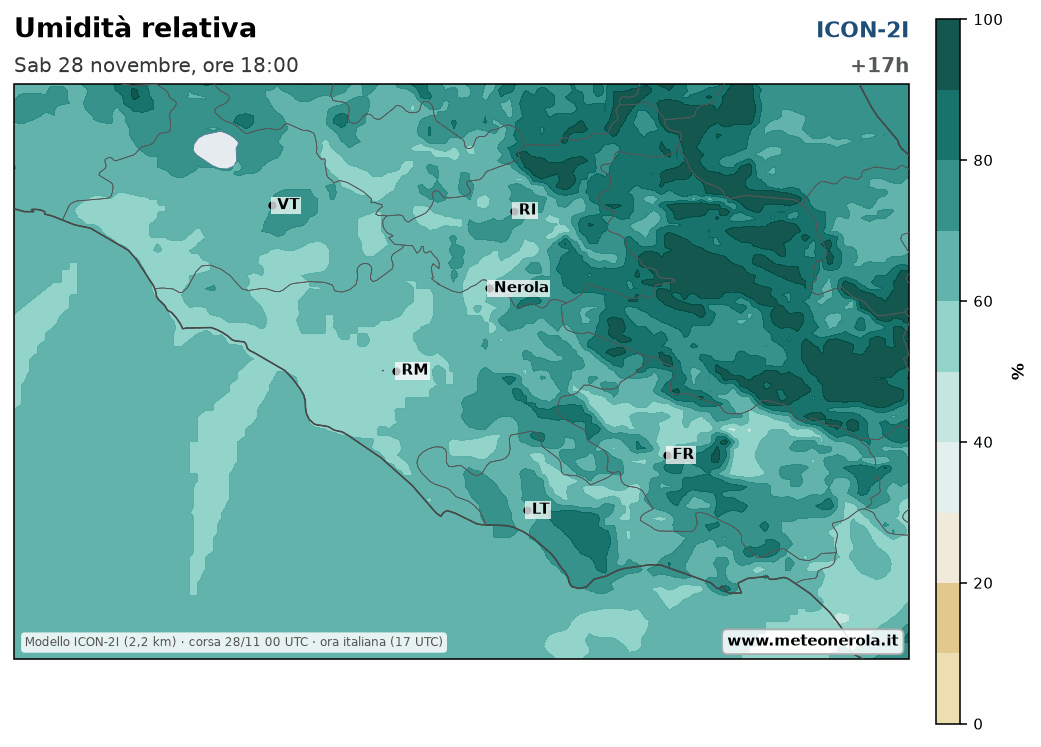 Umidità relativa
ICON-2I
Sab 28 novembre, ore 18:00
+17h
100
80
60
40
20
0
%
VT
RI
Nerola
RM
FR
LT
Modello ICON-2I (2,2 km) · corsa 28/11 00 UTC · ora italiana (17 UTC)
www.meteonerola.it